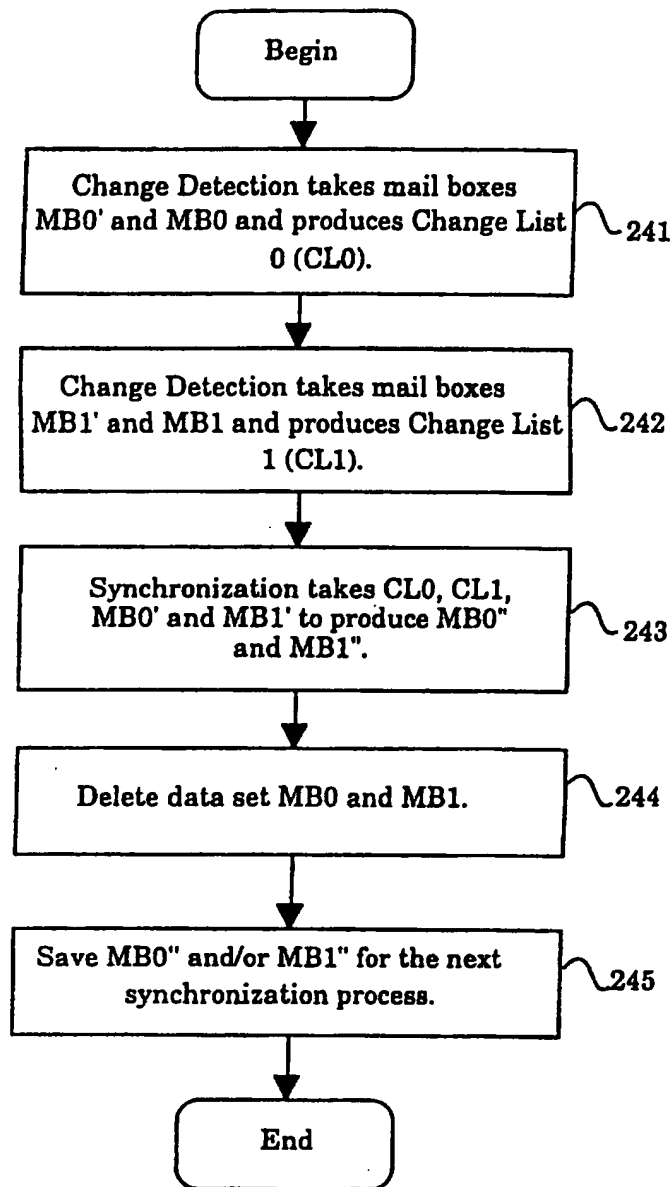 Begin
Change Detection takes mail boxes
MB0' and MB0 and produces Change List
0 (CL0).
241
Change Detection takes mail boxes
MB1' and MB1 and produces Change List
1 (CL1).
242
Synchronization takes CL0, CL1,
MB0' and MB1' to produce MB0"
and MB1".
243
Delete data set MB0 and MB1.
244
Save MB0" and/or MB1" for the next
synchronization process.
245
End